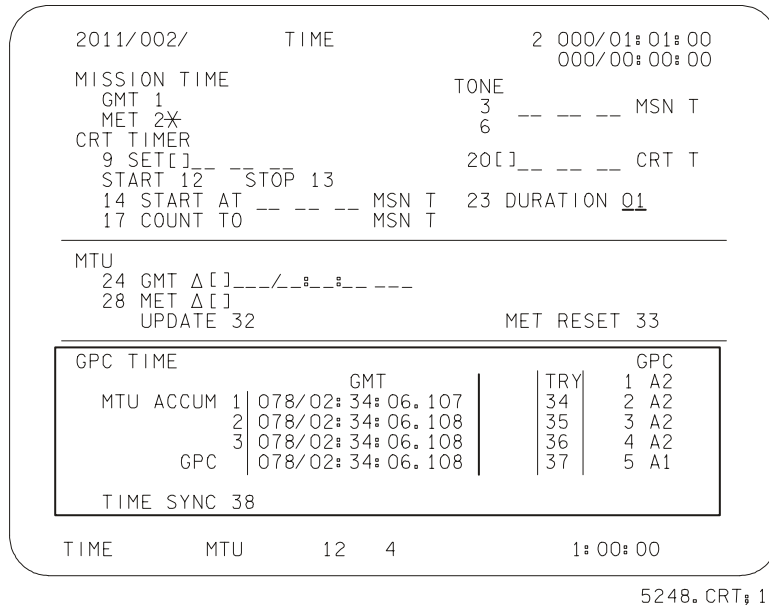 2011/002/ TIME 2 000/01:01:00
000/00:00:00
MISSION TIME TONE
GMT 1 3 __ __ __ MSN T
MET 2* 6
CRT TIMER
9 SET[]__ __ __ 20[]__ __ __ CRT T
START 12 STOP 13
14 START AT __ __ __ MSN T 23 DURATION 01
17 COUNT TO MSN T
MTU
24 GMT Δ[]___/__:__:__ ___
28 MET Δ[]
UPDATE 32 MET RESET 33
GPC TIME GPC
GMT TRY 1 A2
MTU ACCUM 1 078/02:34:06.107 34 2 A2
2 078/02:34:06.108 35 3 A2
3 078/02:34:06.108 36 4 A2
GPC 078/02:34:06.108 37 5 A1
TIME SYNC 38
TIME MTU 12 4 1:00:00
5248.CRT;1